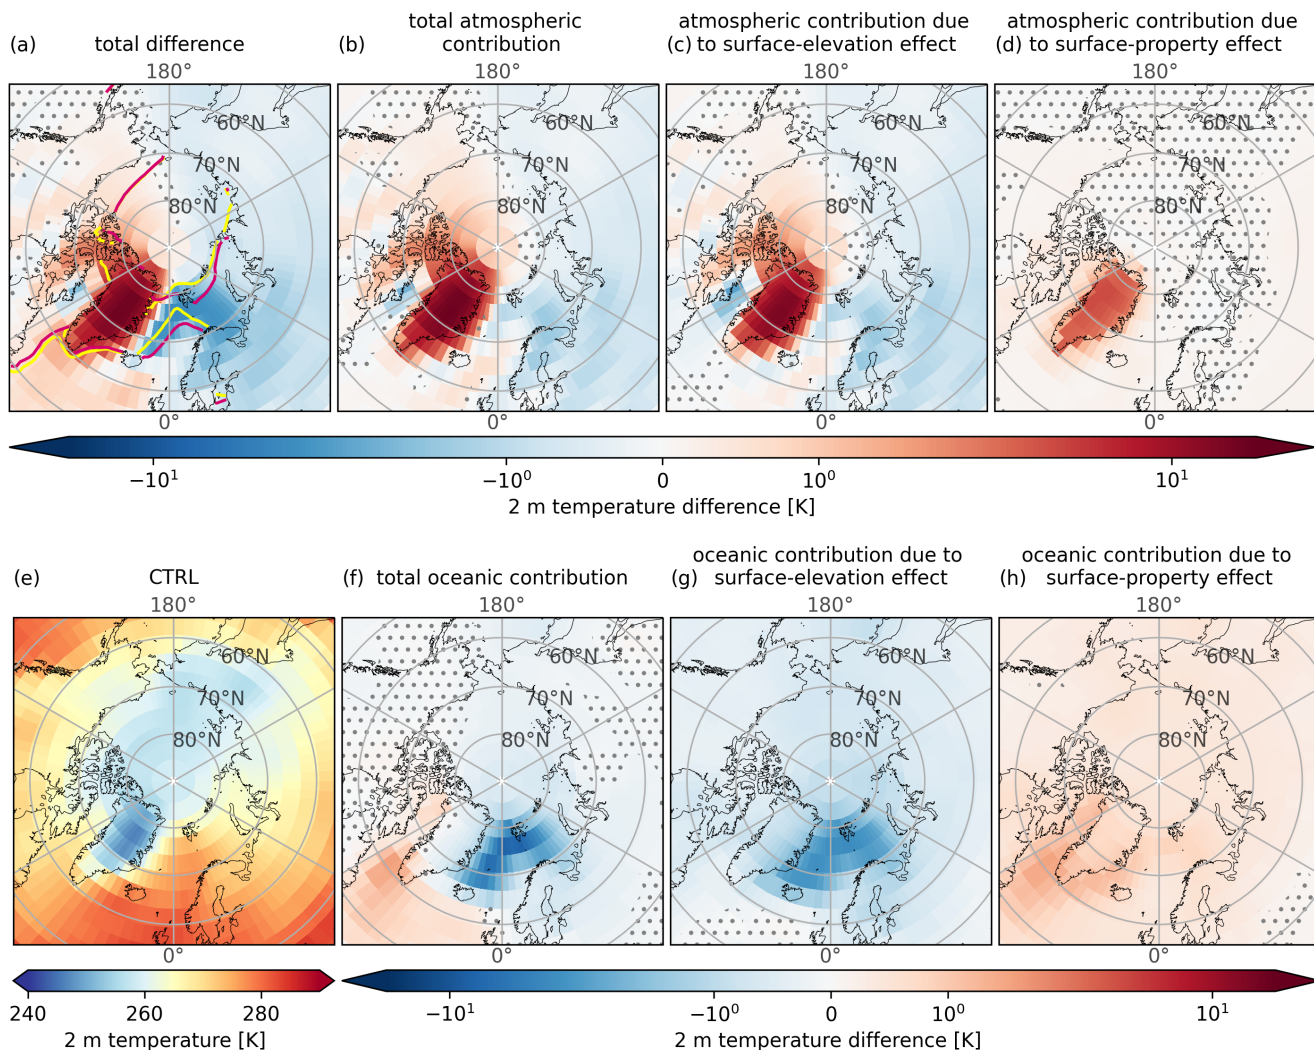 (a) total difference
(b) total atmospheric
contribution
(c) atmospheric contribution due
to surface-elevation effect
(d) atmospheric contribution due
to surface-property effect
180° 180° 180° 180°
60°N 60°N 60°N 60°N
70°N 70°N 70°N 70°N
80°N 80°N 80°N 80°N
0° 0° 0° 0°
−10¹ −10⁰ 0 10⁰ 10¹
2 m temperature difference [K]
(e) CTRL
(f) total oceanic contribution
(g) oceanic contribution due to
surface-elevation effect
(h) oceanic contribution due to
surface-property effect
180° 180° 180° 180°
60°N 60°N 60°N 60°N
70°N 70°N 70°N 70°N
80°N 80°N 80°N 80°N
0° 0° 0° 0°
240 260 280
2 m temperature [K]
−10¹ −10⁰ 0 10⁰ 10¹
2 m temperature difference [K]